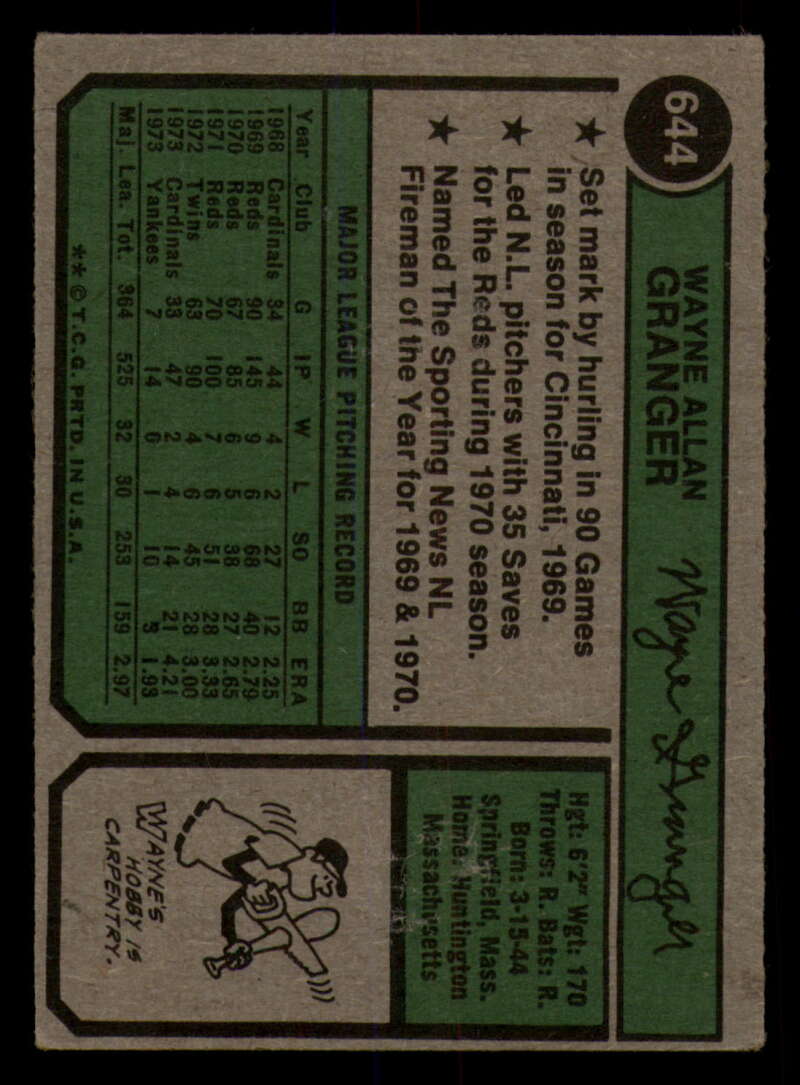 644
WAYNE ALLAN
GRANGER
Wayne Granger
★ Set mark by hurling in 90 Games
in season for Cincinnati, 1969.
★ Led N.L. pitchers with 35 Saves
for the Reds during 1970 season.
★ Named The Sporting News NL
Fireman of the Year for 1969 & 1970.
MAJOR LEAGUE PITCHING RECORD
Year Club G IP W L SO BB ERA
1968 Cardinals 34 44 4 2 27 12 2.25
1969 Reds 90 145 9 6 68 40 2.79
1970 Reds 67 85 6 5 38 27 2.65
1971 Reds 70 100 7 6 51 28 3.33
1972 Twins 63 90 4 6 45 28 3.00
1973 Cardinals 33 47 2 4 14 21 4.21
1973 Yankees 7 14 0 1 10 3 1.93
Maj. Lea. Tot. 364 525 32 30 253 159 2.97
** © T.C.G. PRTD. IN U.S.A.
Hgt: 6'2" Wgt: 170
Throws: R. Bats: R.
Born: 3-15-44
Springfield, Mass.
Home: Huntington
Massachusetts
WAYNE'S
HOBBY IS
CARPENTRY.